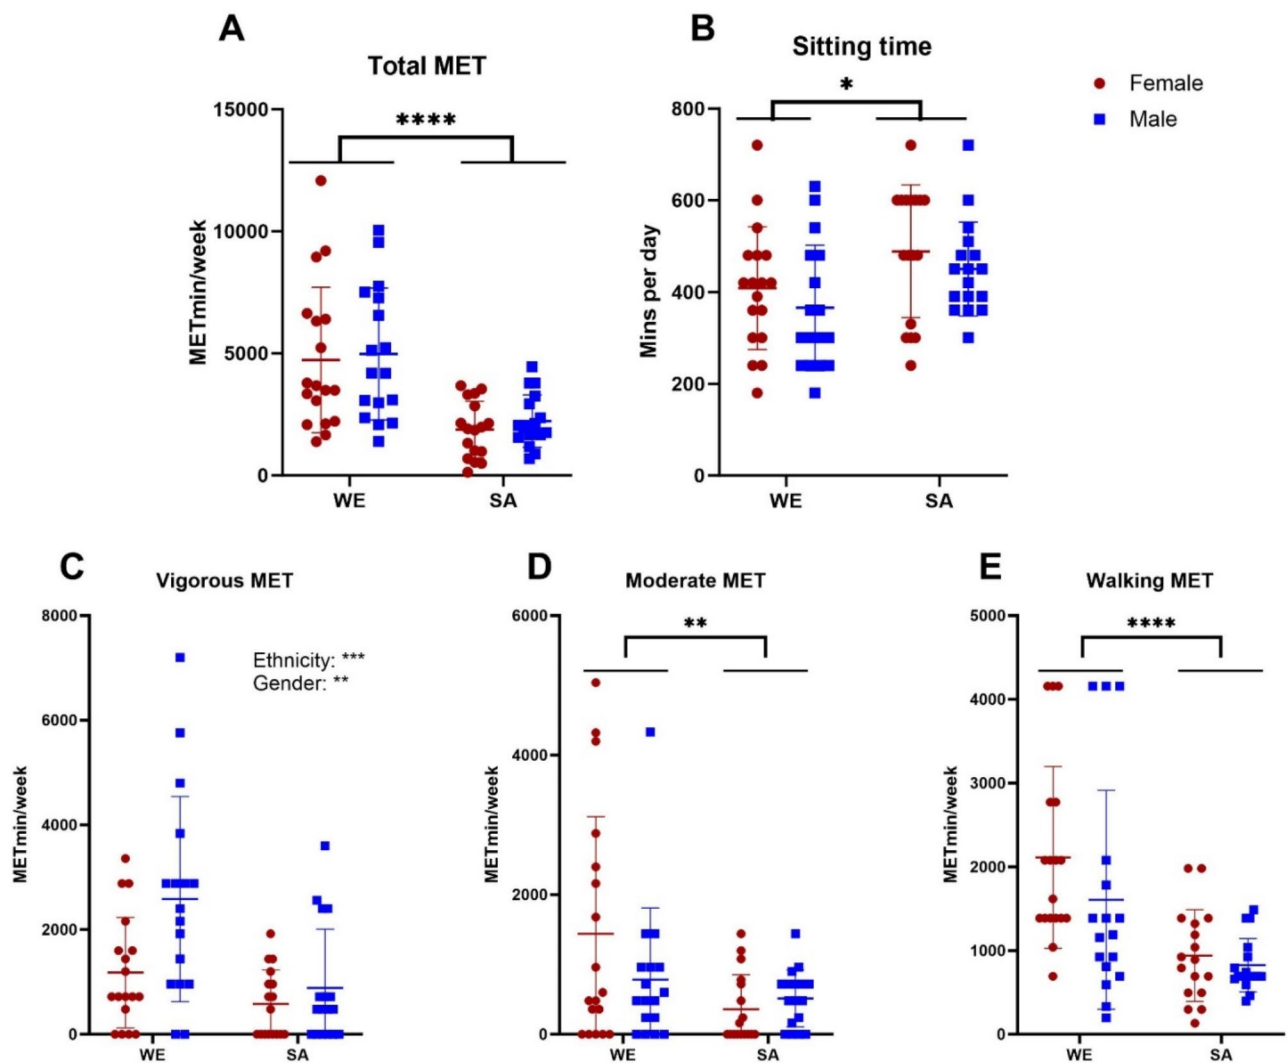 A
Total MET
METmin/week
15000
10000
5000
0
****
WE
SA
B
Sitting time
Mins per day
800
600
400
200
0
*
WE
SA
Female
Male
C
Vigorous MET
METmin/week
8000
6000
4000
2000
0
Ethnicity: ***
Gender: **
WE
SA
D
Moderate MET
METmin/week
6000
4000
2000
0
**
WE
SA
E
Walking MET
METmin/week
5000
4000
3000
2000
1000
0
****
WE
SA